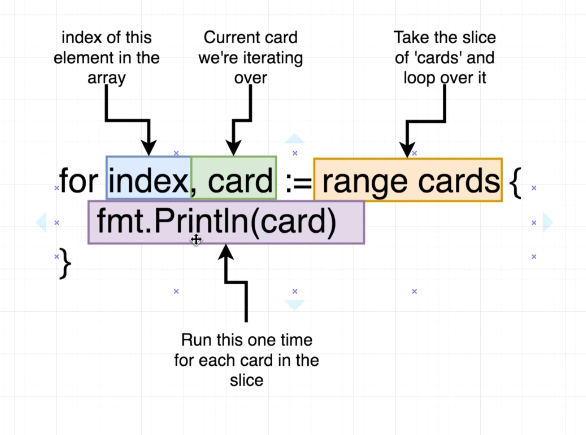 index of this
element in the
array
Current card
we're iterating
over
Take the slice
of 'cards' and
loop over it
for index, card := range cards {
fmt.Println(card)
}
Run this one time
for each card in the
slice